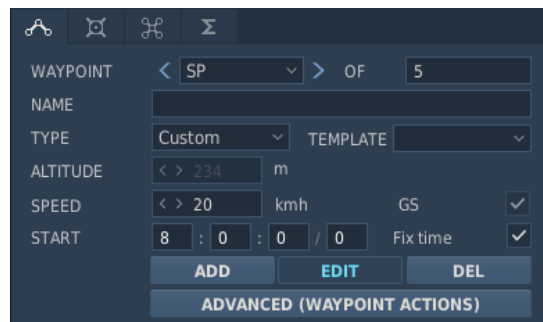 Σ
WAYPOINT < SP > OF 5
NAME
TYPE Custom TEMPLATE
ALTITUDE < > 234 m
SPEED < > 20 kmh GS
START 8 : 0 : 0 / 0 Fix time
ADD EDIT DEL
ADVANCED (WAYPOINT ACTIONS)